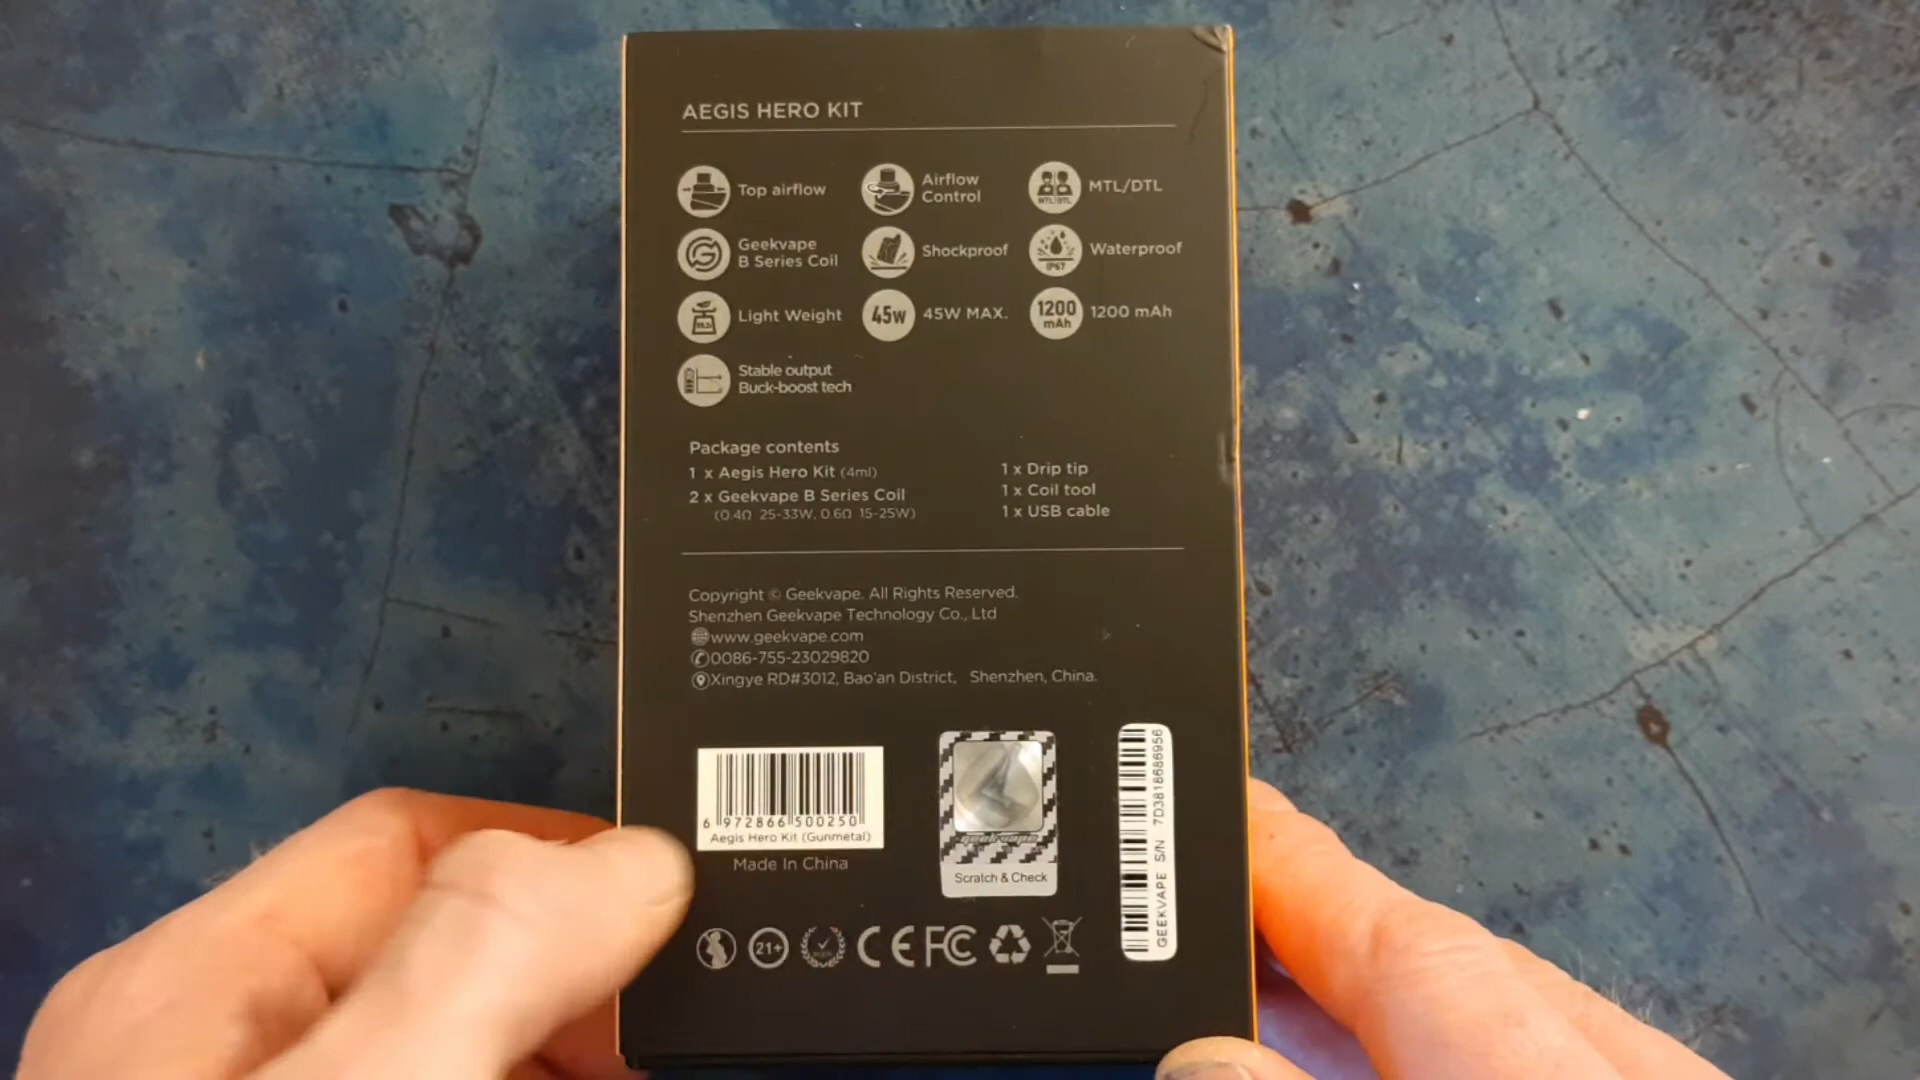 AEGIS HERO KIT
Top airflow
Airflow
Control
MTL/DTL
MTL/DTL
Geekvape
B Series Coil
Shockproof
IP67
Waterproof
Light Weight
45W
45W MAX.
1200
mAh
1200 mAh
Stable output
Buck-boost tech
Package contents
1 x Aegis Hero Kit (4ml)
2 x Geekvape B Series Coil
(0.4Ω 25-33W, 0.6Ω 15-25W)
1 x Drip tip
1 x Coil tool
1 x USB cable
Copyright © Geekvape. All Rights Reserved.
Shenzhen Geekvape Technology Co., Ltd
www.geekvape.com
0086-755-23029820
Xingye RD#3012, Bao'an District, Shenzhen, China.
6 972866 500250
Aegis Hero Kit (Gunmetal)
Made In China
geekvape
Scratch & Check
GEEKVAPE S/N 7D3818686956
21+
CE FC